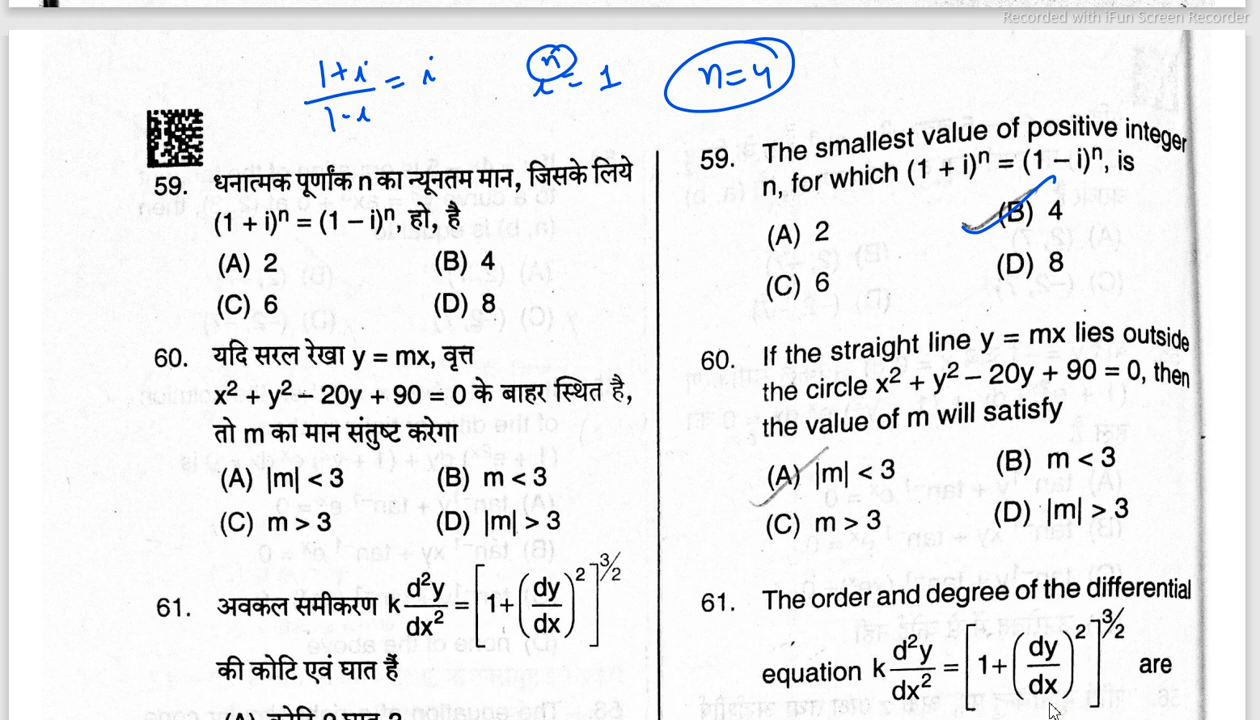 Recorded with iFun Screen Recorder
1+i/1-i = i iⁿ = 1 n=4
59. धनात्मक पूर्णांक n का न्यूनतम मान, जिसके लिये
(1 + i)ⁿ = (1 – i)ⁿ, हो, है
(A) 2 (B) 4
(C) 6 (D) 8
60. यदि सरल रेखा y = mx, वृत्त
x² + y² – 20y + 90 = 0 के बाहर स्थित है,
तो m का मान संतुष्ट करेगा
(A) |m| < 3 (B) m < 3
(C) m > 3 (D) |m| > 3
61. अवकल समीकरण k d²y/dx² = [1+(dy/dx)²]^3/2
की कोटि एवं घात हैं
59. The smallest value of positive integer
n, for which (1 + i)ⁿ = (1 – i)ⁿ, is
(A) 2 (B) 4
(C) 6 (D) 8
60. If the straight line y = mx lies outside
the circle x² + y² – 20y + 90 = 0, then
the value of m will satisfy
(A) |m| < 3 (B) m < 3
(C) m > 3 (D) |m| > 3
61. The order and degree of the differential
equation k d²y/dx² = [1+(dy/dx)²]^3/2 are